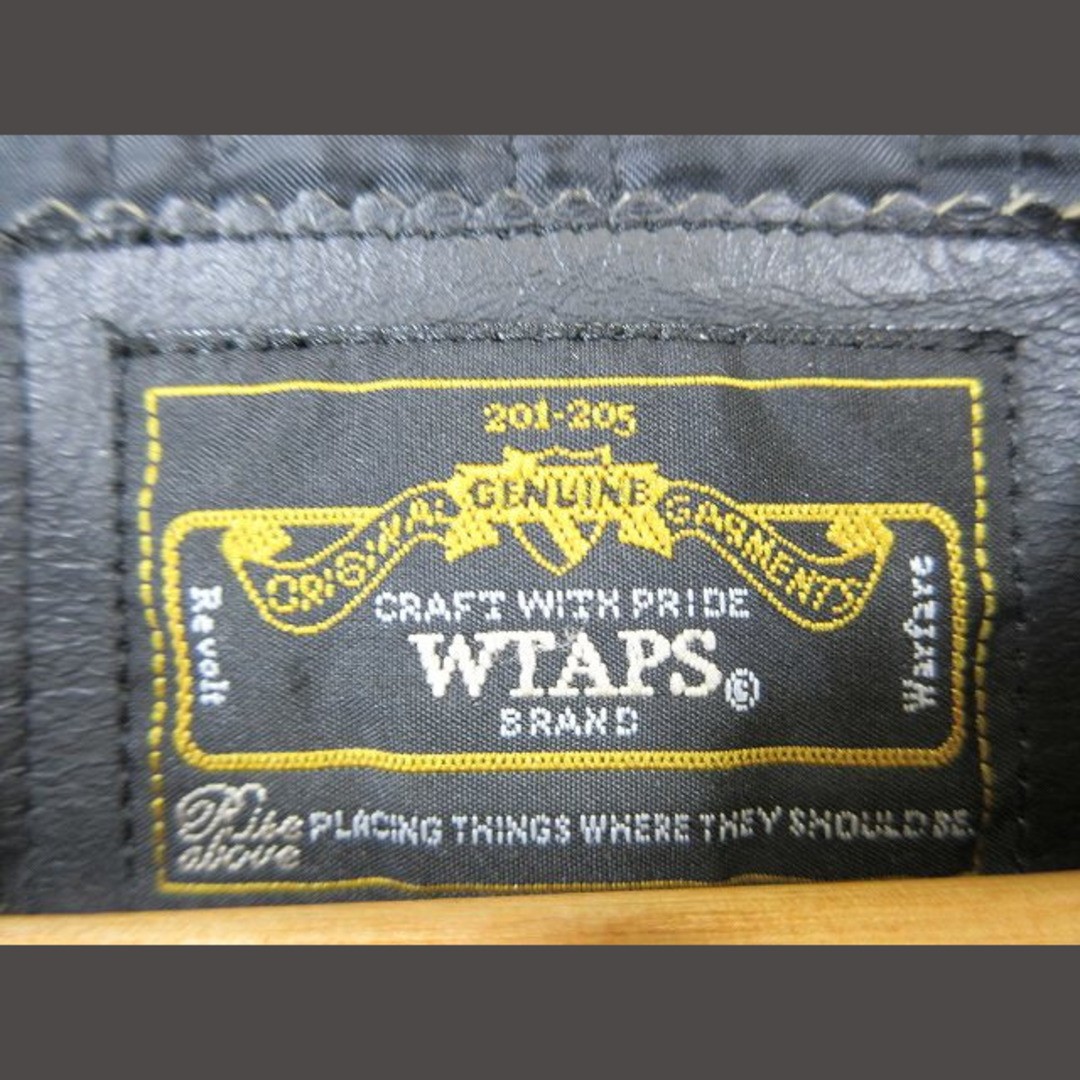 201-205
ORIGINAL GENUINE GARMENTS
CRAFT WITH PRIDE
Revolt
WTAPS©
Warfare
BRAND
Rise above
PLACING THINGS WHERE THEY SHOULD BE.